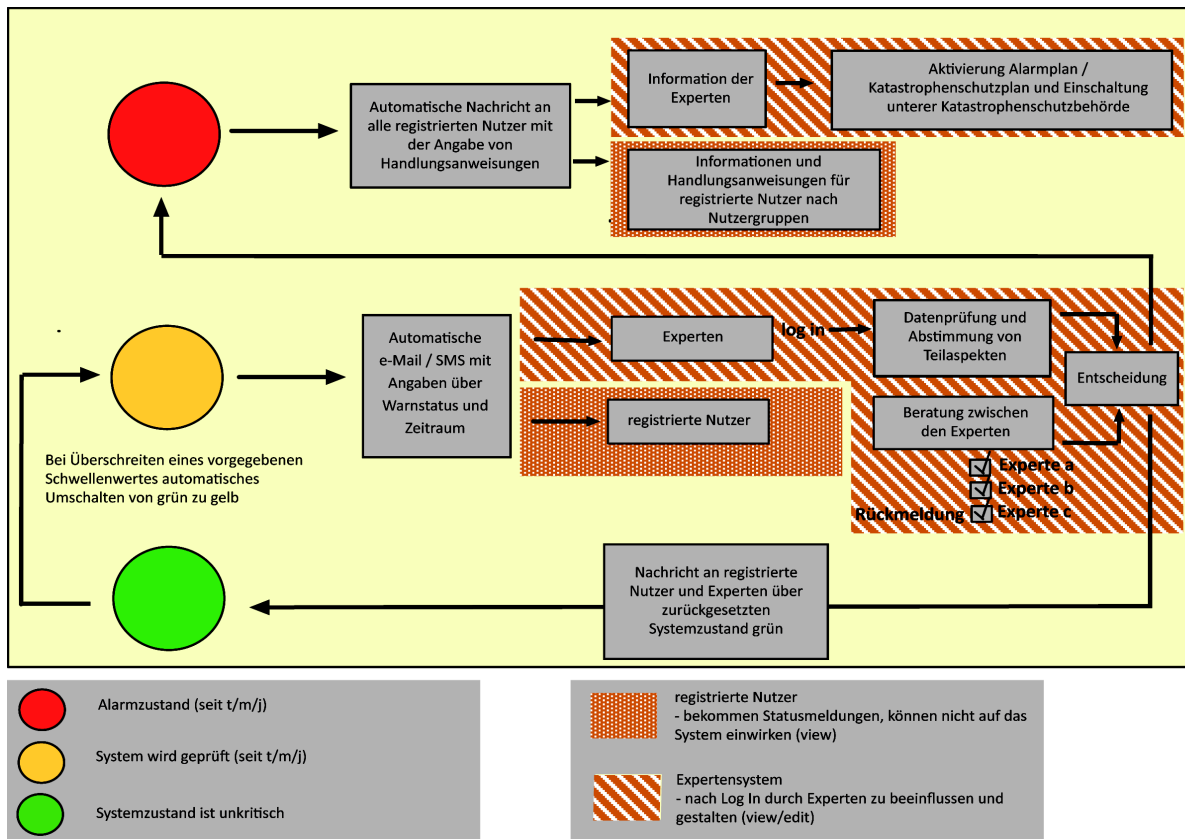 Information der
Experten
Aktivierung Alarmplan /
Katastrophenschutzplan und Einschaltung
unterer Katastrophenschutzbehörde
Automatische Nachricht an
alle registrierten Nutzer mit
der Angabe von
Handlungsanweisungen
Informationen und
Handlungsanweisungen für
registrierte Nutzer nach
Nutzergruppen
Automatische
e-Mail / SMS mit
Angaben über
Warnstatus und
Zeitraum
Experten
log in
Datenprüfung und
Abstimmung von
Teilaspekten
Entscheidung
registrierte Nutzer
Beratung zwischen
den Experten
Experte a
Experte b
Rückmeldung
Experte c
Bei Überschreiten eines vorgegebenen
Schwellenwertes automatisches
Umschalten von grün zu gelb
Nachricht an registrierte
Nutzer und Experten über
zurückgesetzten
Systemzustand grün
Alarmzustand (seit t/m/j)
System wird geprüft (seit t/m/j)
Systemzustand ist unkritisch
registrierte Nutzer
- bekommen Statusmeldungen, können nicht auf das
System einwirken (view)
Expertensystem
- nach Log In durch Experten zu beeinflussen und
gestalten (view/edit)